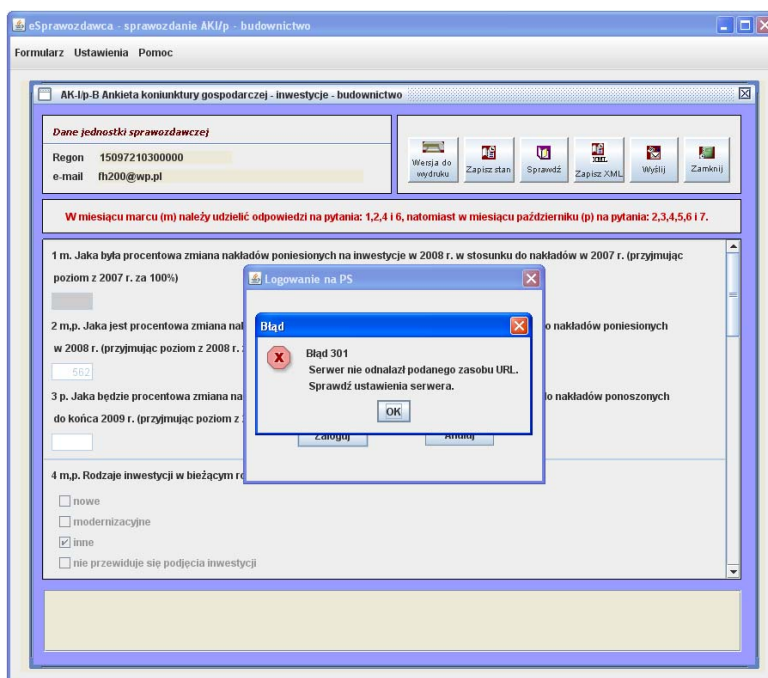 eSprawozdawca - sprawozdanie AKI/p - budownictwo
Formularz Ustawienia Pomoc
AK-I/p-B Ankieta koniunktury gospodarczej - inwestycje - budownictwo
Dane jednostki sprawozdawczej
Regon 15097210300000
e-mail fh200@wp.pl
Wersja do wydruku
Zapisz stan
Sprawdź
XML
Zapisz XML
Wyślij
Zamknij
W miesiącu marcu (m) należy udzielić odpowiedzi na pytania: 1,2,4 i 6, natomiast w miesiącu październiku (p) na pytania: 2,3,4,5,6 i 7.
1 m. Jaka była procentowa zmiana nakładów poniesionych na inwestycje w 2008 r. w stosunku do nakładów w 2007 r. (przyjmując
poziom z 2007 r. za 100%)
Logowanie na PS
2 m,p. Jaka jest procentowa zmiana o nakładów poniesionych
w 2008 r. (przyjmując poziom z 2008 r.
562
3 p. Jaka będzie procentowa zmiana do nakładów ponoszonych
do końca 2009 r. (przyjmując poziom z
Błąd
Błąd 301
Serwer nie odnalazł podanego zasobu URL.
Sprawdź ustawienia serwera.
OK
Zaloguj Anuluj
4 m,p. Rodzaje inwestycji w bieżącym
nowe
modernizacyjne
inne
nie przewiduje się podjęcia inwestycji